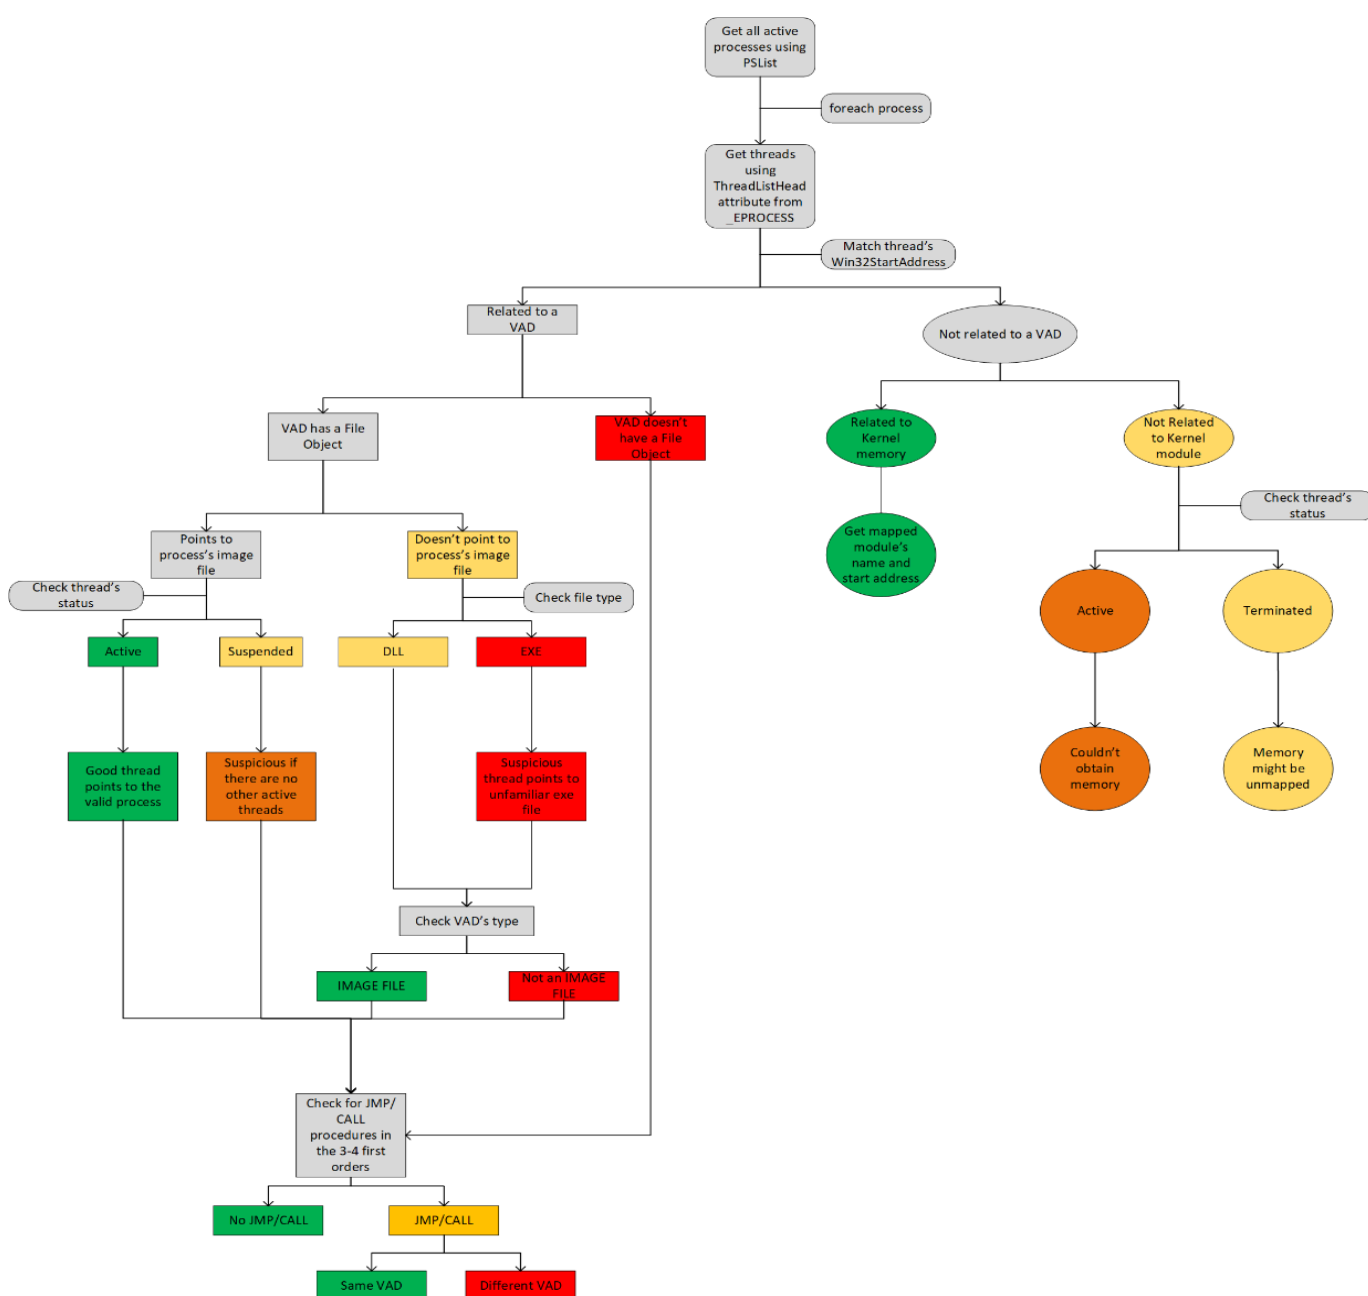 Get all active
processes using
PSList
foreach process
Get threads
using
ThreadListHead
attribute from
_EPROCESS
Match thread's
Win32StartAddress
Related to a
VAD
Not related to a VAD
VAD has a File
Object
VAD doesn't
have a File
Object
Related to
Kernel
memory
Not Related
to Kernel
module
Check thread's
status
Points to
process's image
file
Doesn't point to
process's image
file
Get mapped
module's
name and
start address
Check thread's
status
Check file type
Active
Terminated
Active
Suspended
DLL
EXE
Good thread
points to the
valid process
Suspicious if
there are no
other active
threads
Suspicious
thread points to
unfamiliar exe
file
Couldn't
obtain
memory
Memory
might be
unmapped
Check VAD's type
IMAGE FILE
Not an IMAGE
FILE
Check for JMP/
CALL
procedures in
the 3-4 first
orders
No JMP/CALL
JMP/CALL
Same VAD
Different VAD